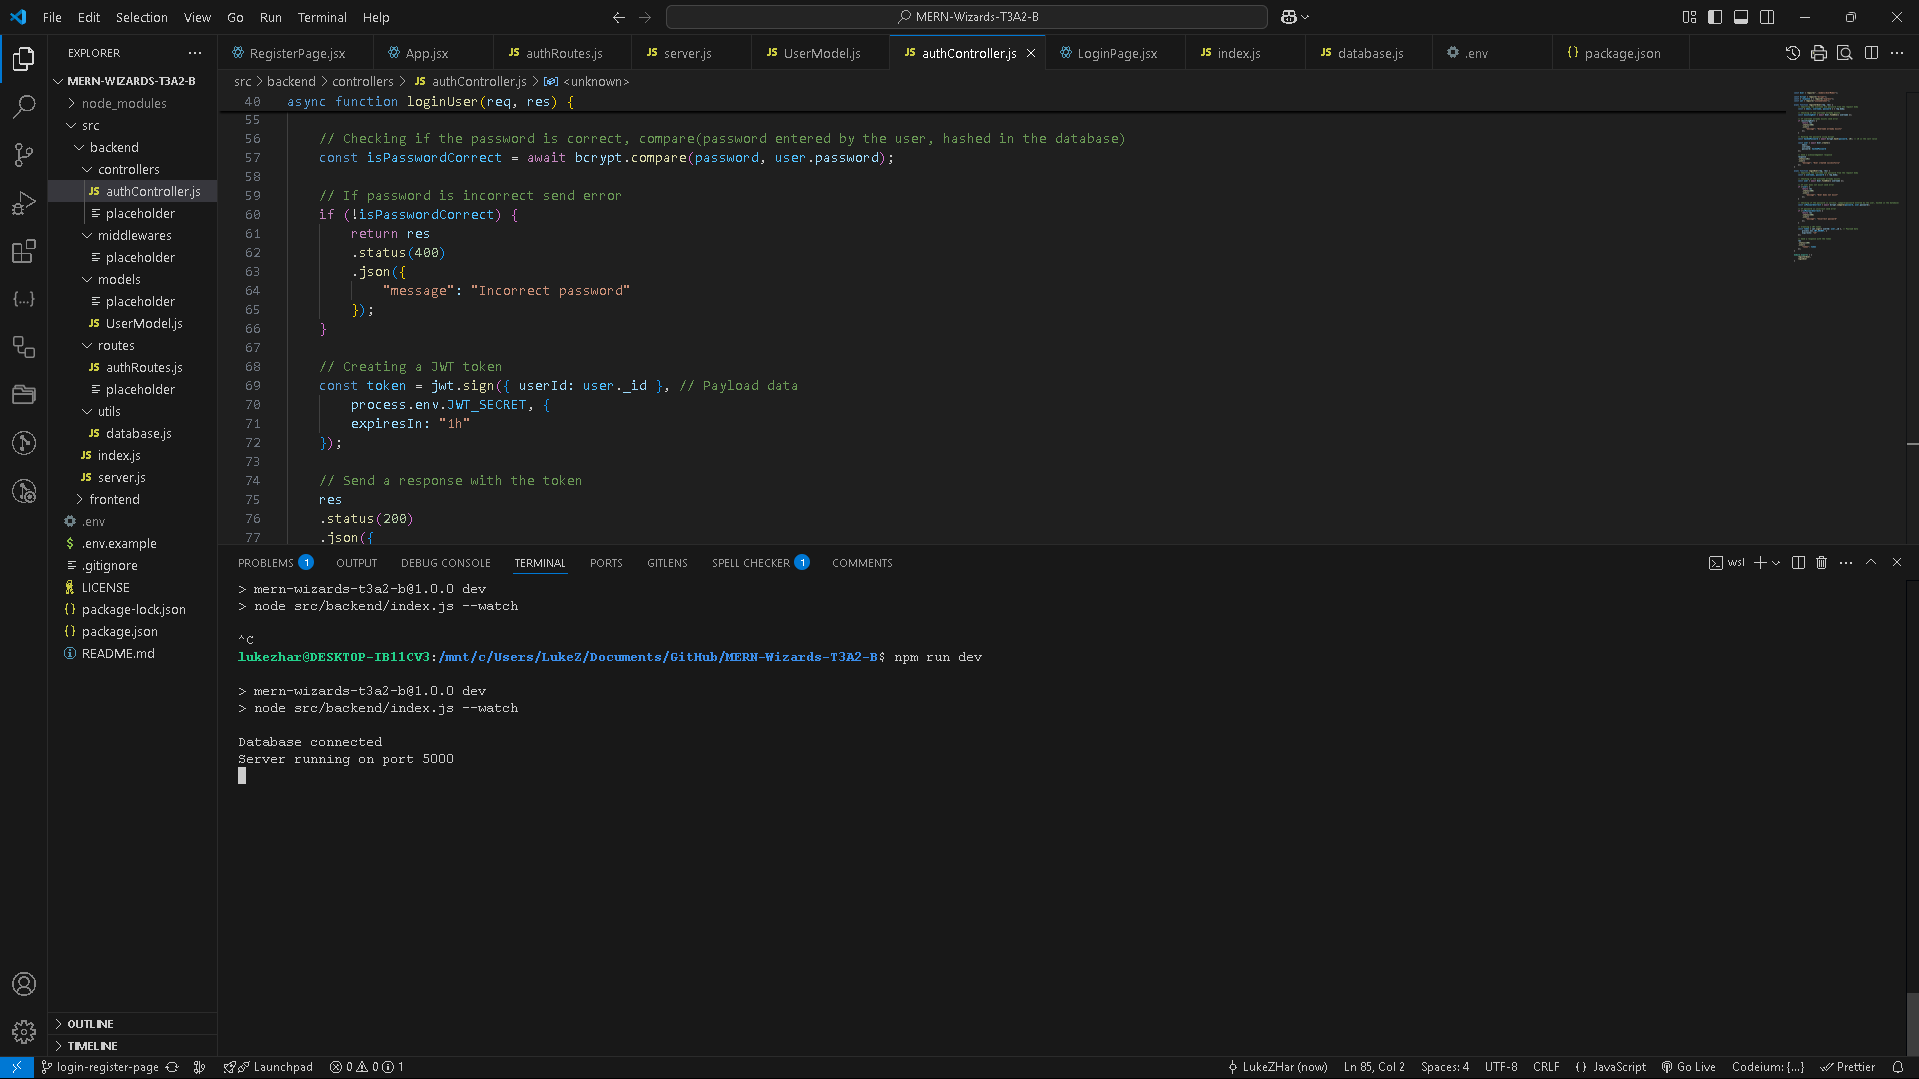 File Edit Selection View Go Run Terminal Help
MERN-Wizards-T3A2-B
EXPLORER
MERN-WIZARDS-T3A2-B
node_modules
src
backend
controllers
JS authController.js
placeholder
middlewares
placeholder
models
placeholder
JS UserModel.js
routes
JS authRoutes.js
placeholder
utils
JS database.js
JS index.js
JS server.js
frontend
.env
$ .env.example
.gitignore
LICENSE
{} package-lock.json
{} package.json
README.md
OUTLINE
TIMELINE
RegisterPage.jsx
App.jsx
JS authRoutes.js
JS server.js
JS UserModel.js
JS authController.js
LoginPage.jsx
JS index.js
JS database.js
.env
{} package.json
src > backend > controllers > JS authController.js > <unknown>
40 async function loginUser(req, res) {
55
56 // Checking if the password is correct, compare(password entered by the user, hashed in the database)
57 const isPasswordCorrect = await bcrypt.compare(password, user.password);
58
59 // If password is incorrect send error
60 if (!isPasswordCorrect) {
61 return res
62 .status(400)
63 .json({
64 "message": "Incorrect password"
65 });
66 }
67
68 // Creating a JWT token
69 const token = jwt.sign({ userId: user._id }, // Payload data
70 process.env.JWT_SECRET, {
71 expiresIn: "1h"
72 });
73
74 // Send a response with the token
75 res
76 .status(200)
77 .json({
PROBLEMS 1 OUTPUT DEBUG CONSOLE TERMINAL PORTS GITLENS SPELL CHECKER 1 COMMENTS
wsl
> mern-wizards-t3a2-b@1.0.0 dev
> node src/backend/index.js --watch
^C
lukezhar@DESKTOP-IB11CV3:/mnt/c/Users/LukeZ/Documents/GitHub/MERN-Wizards-T3A2-B$ npm run dev
> mern-wizards-t3a2-b@1.0.0 dev
> node src/backend/index.js --watch
Database connected
Server running on port 5000
login-register-page Launchpad 0 0 1
LukeZHar (now) Ln 85, Col 2 Spaces: 4 UTF-8 CRLF {} JavaScript Go Live Codeium: {...} Prettier